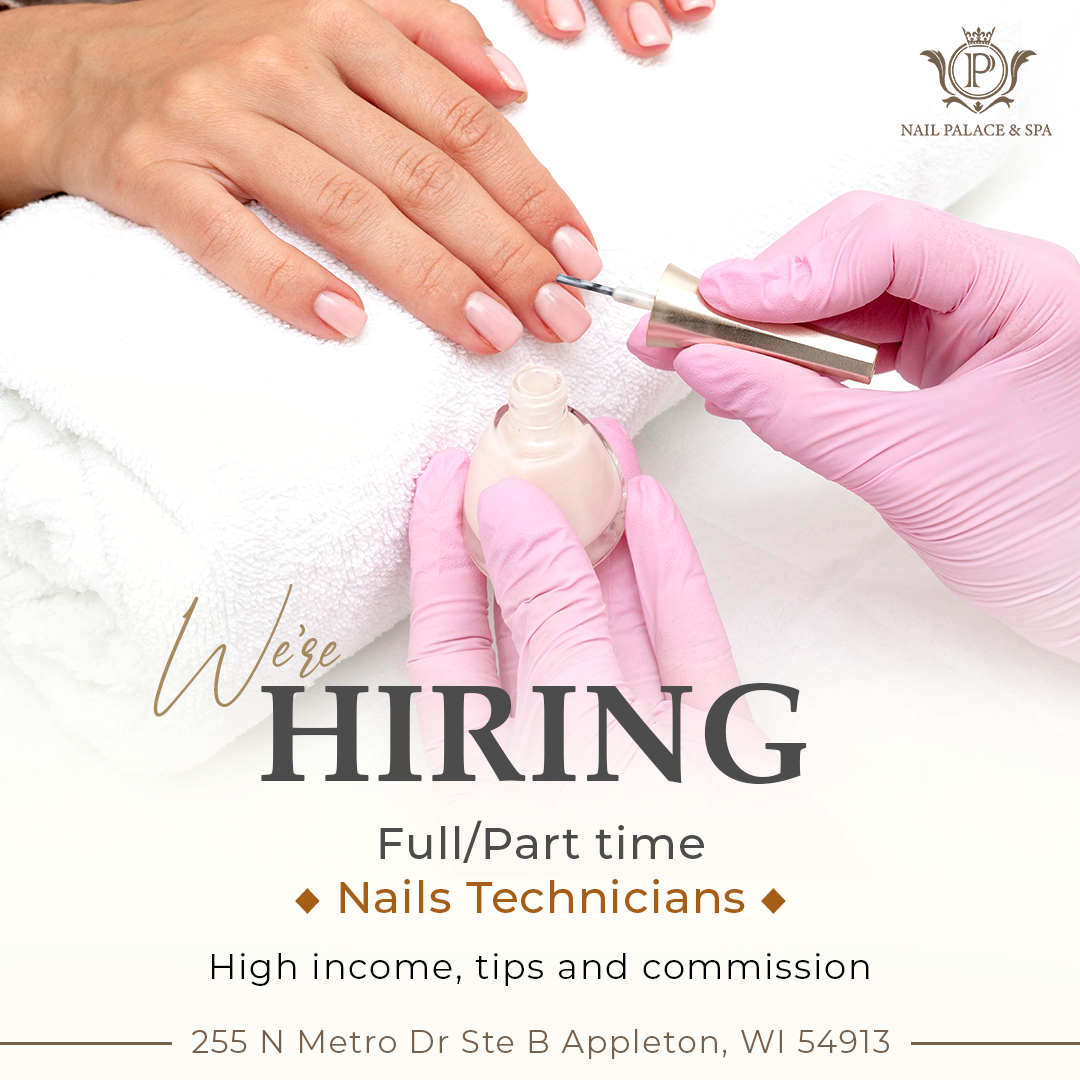 P
NAIL PALACE & SPA
We're
HIRING
Full/Part time
◆ Nails Technicians ◆
High income, tips and commission
255 N Metro Dr Ste B Appleton, WI 54913